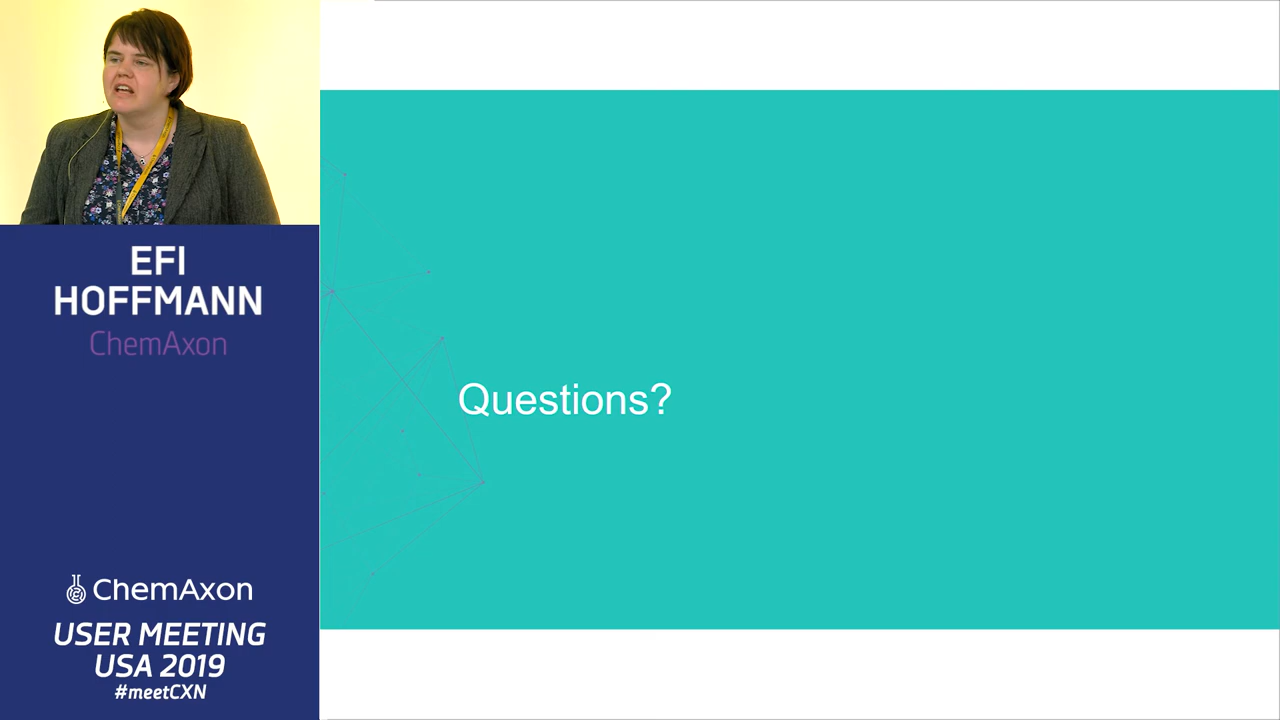 EFI
HOFFMANN
ChemAxon
ChemAxon
USER MEETING
USA 2019
#meetCXN
Questions?